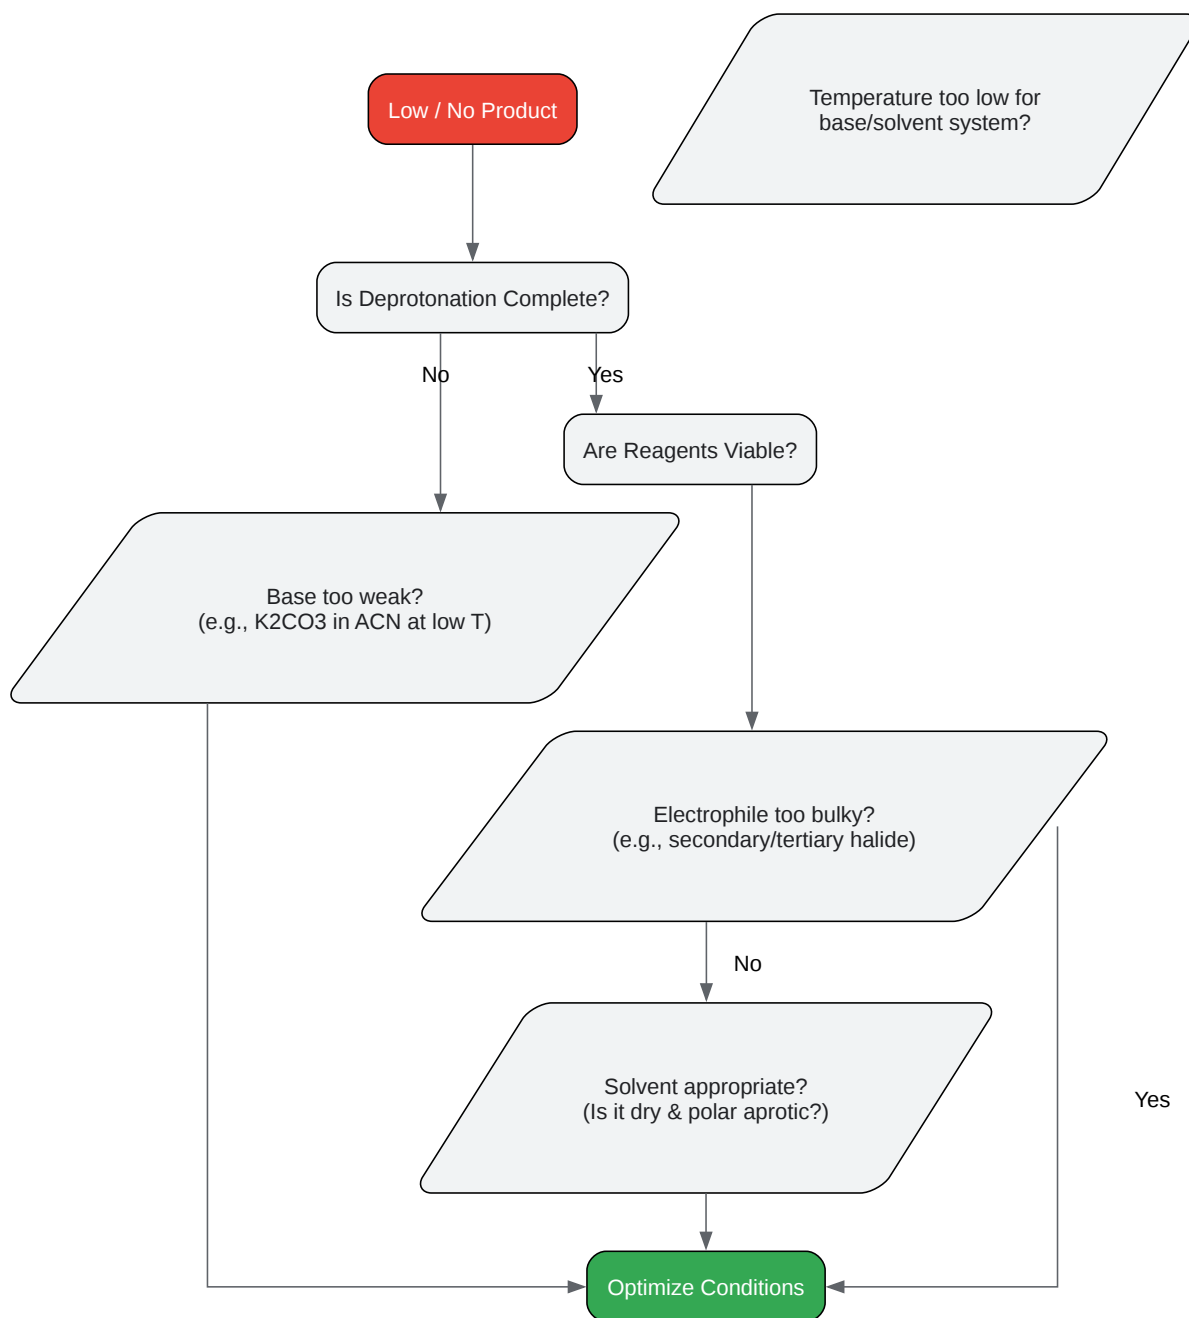 Low / No Product
Temperature too low for
base/solvent system?
Is Deprotonation Complete?
No
Yes
Are Reagents Viable?
Base too weak?
(e.g., K2CO3 in ACN at low T)
Electrophile too bulky?
(e.g., secondary/tertiary halide)
No
Solvent appropriate?
(Is it dry & polar aprotic?)
Yes
Optimize Conditions